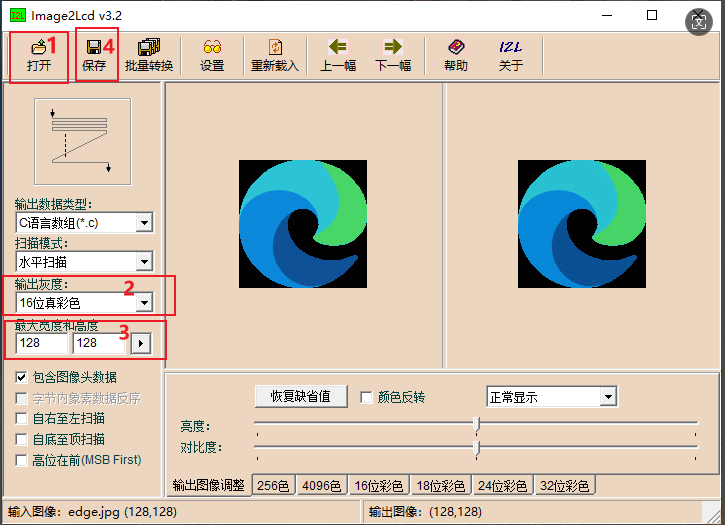 Image2Lcd v3.2
1
4
打开
保存
批量转换
设置
重新载入
上一幅
下一幅
帮助
关于
输出数据类型:
C语言数组(*.c)
扫描模式:
水平扫描
输出灰度:
2
16位真彩色
最大宽度和高度
3
128 128
包含图像头数据
字节内象素数据反序
自右至左扫描
自底至顶扫描
高位在前(MSB First)
恢复缺省值
颜色反转
正常显示
亮度:
对比度:
输出图像调整
256色
4096色
16位彩色
18位彩色
24位彩色
32位彩色
输入图像: edge.jpg (128,128)
输出图像: (128,128)